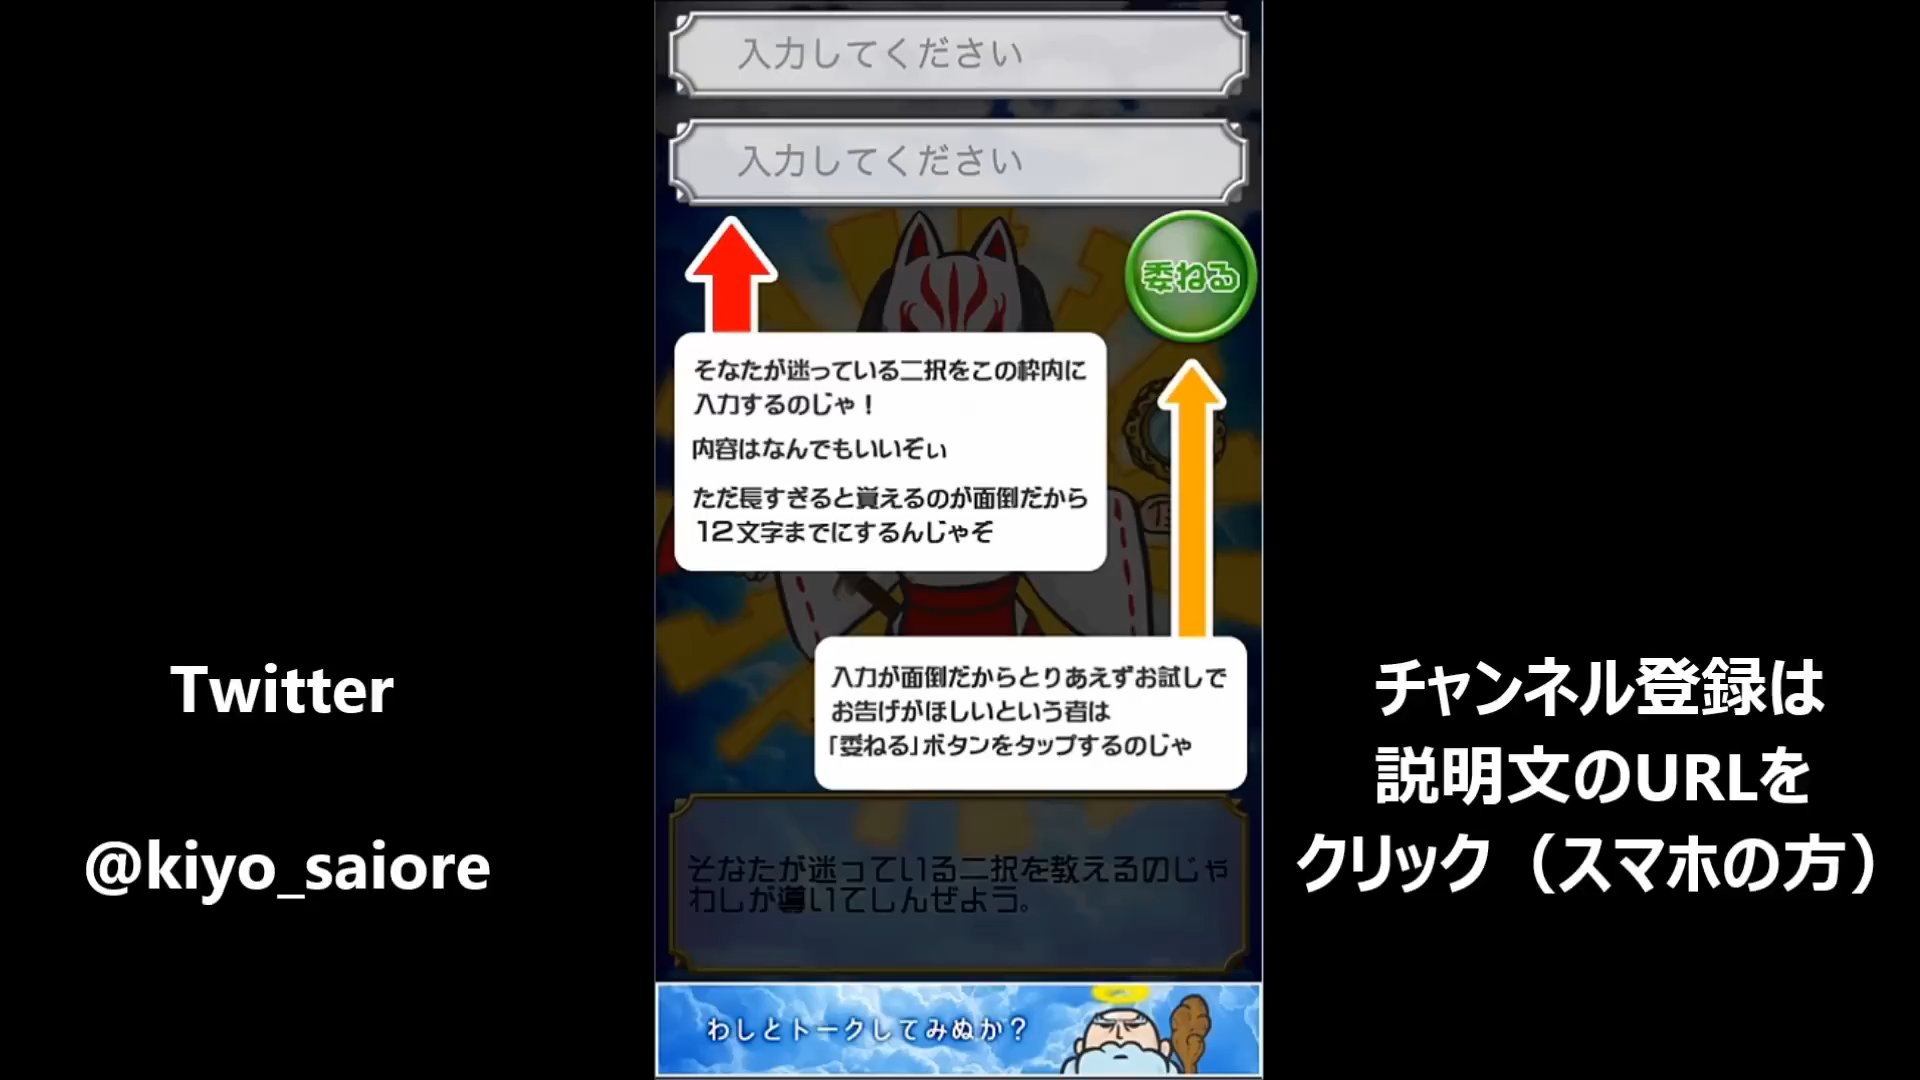 入力してください
入力してください
委ねる
そなたが迷っている二択をこの枠内に
入力するのじゃ！
内容はなんでもいいぞぃ
ただ長すぎると覚えるのが面倒だから
12文字までにするんじゃぞ
入力が面倒だからとりあえずお試しで
お告げがほしいという者は
「委ねる」ボタンをタップするのじゃ
そなたが迷っている二択を教えるのじゃ
わしが導いてしんぜよう。
わしとトークしてみぬか？
Twitter
@kiyo_saiore
チャンネル登録は
説明文のURLを
クリック（スマホの方）